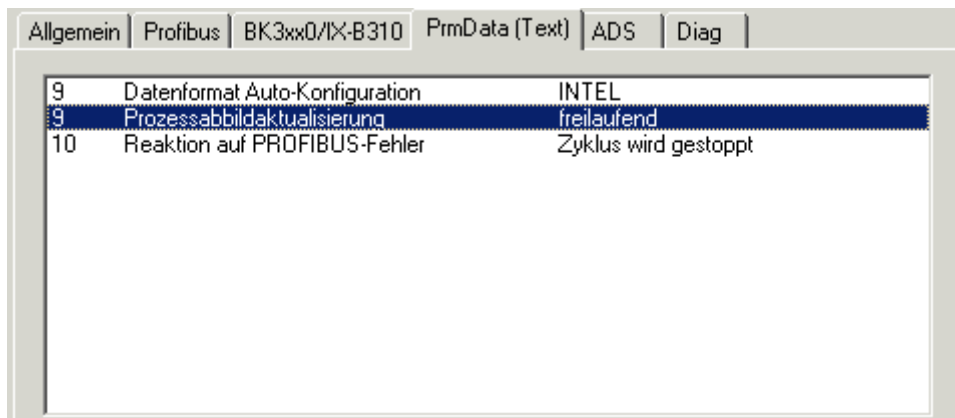 Allgemein Profibus BK3xx0/IX-B310 PrmData (Text) ADS Diag
9 Datenformat Auto-Konfiguration INTEL
9 Prozessabbildaktualisierung freilaufend
10 Reaktion auf PROFIBUS-Fehler Zyklus wird gestoppt